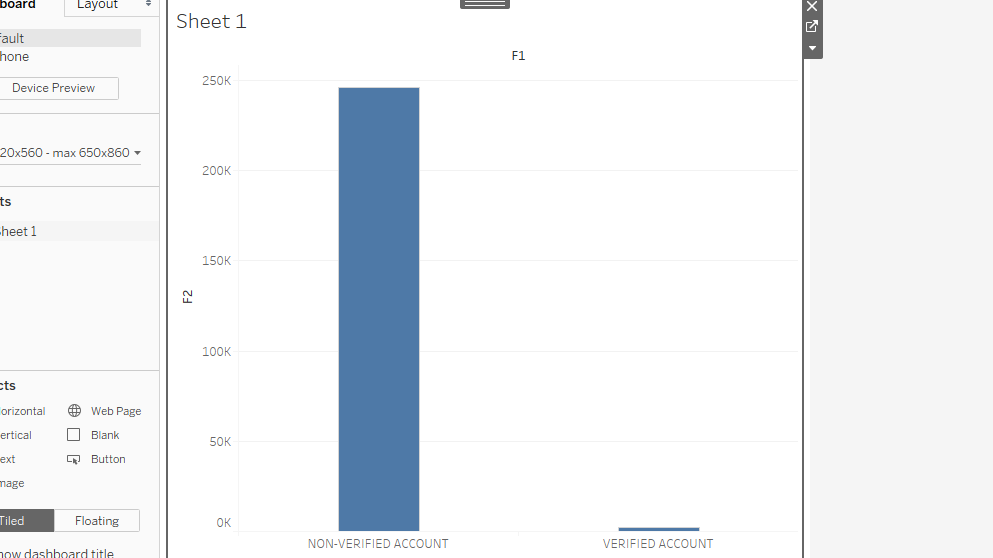 board
Layout
fault
hone
Device Preview
20x560 - max 650x860
ts
Sheet 1
cts
orizontal
Web Page
ertical
Blank
ext
Button
mage
Tiled
Floating
how dashboard title
Sheet 1
F1
250K
200K
150K
100K
50K
0K
F2
NON-VERIFIED ACCOUNT
VERIFIED ACCOUNT